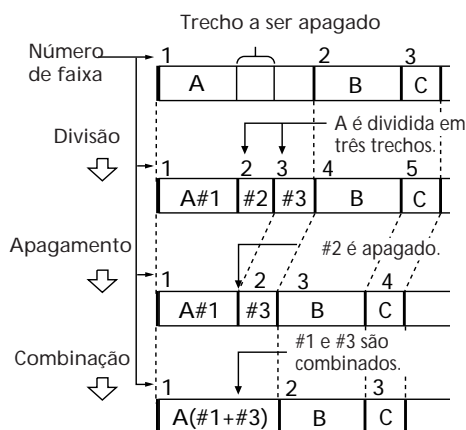 Trecho a ser apagado
Número
de faixa
1 2 3
A B C
A é dividida em
três trechos.
Divisão
1 2 3 4 5
A#1 #2 #3 B C
Apagamento
#2 é apagado.
1 2 3 4
A#1 #3 B C
Combinação
#1 e #3 são
combinados.
1 2 3
A(#1+#3) B C